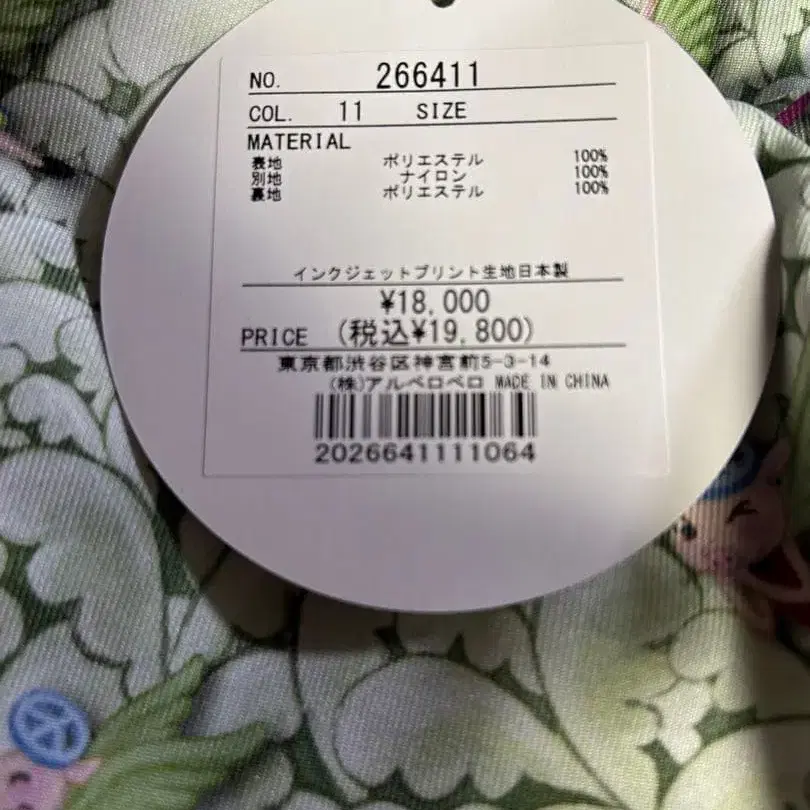 NO. 266411
COL. 11 SIZE
MATERIAL
表地 ポリエステル 100%
別地 ナイロン 100%
裏地 ポリエステル 100%
インクジェットプリント生地日本製
¥18,000
PRICE (税込¥19,800)
東京都渋谷区神宮前5-3-14
(株)アルベロベロ MADE IN CHINA
2026641111064